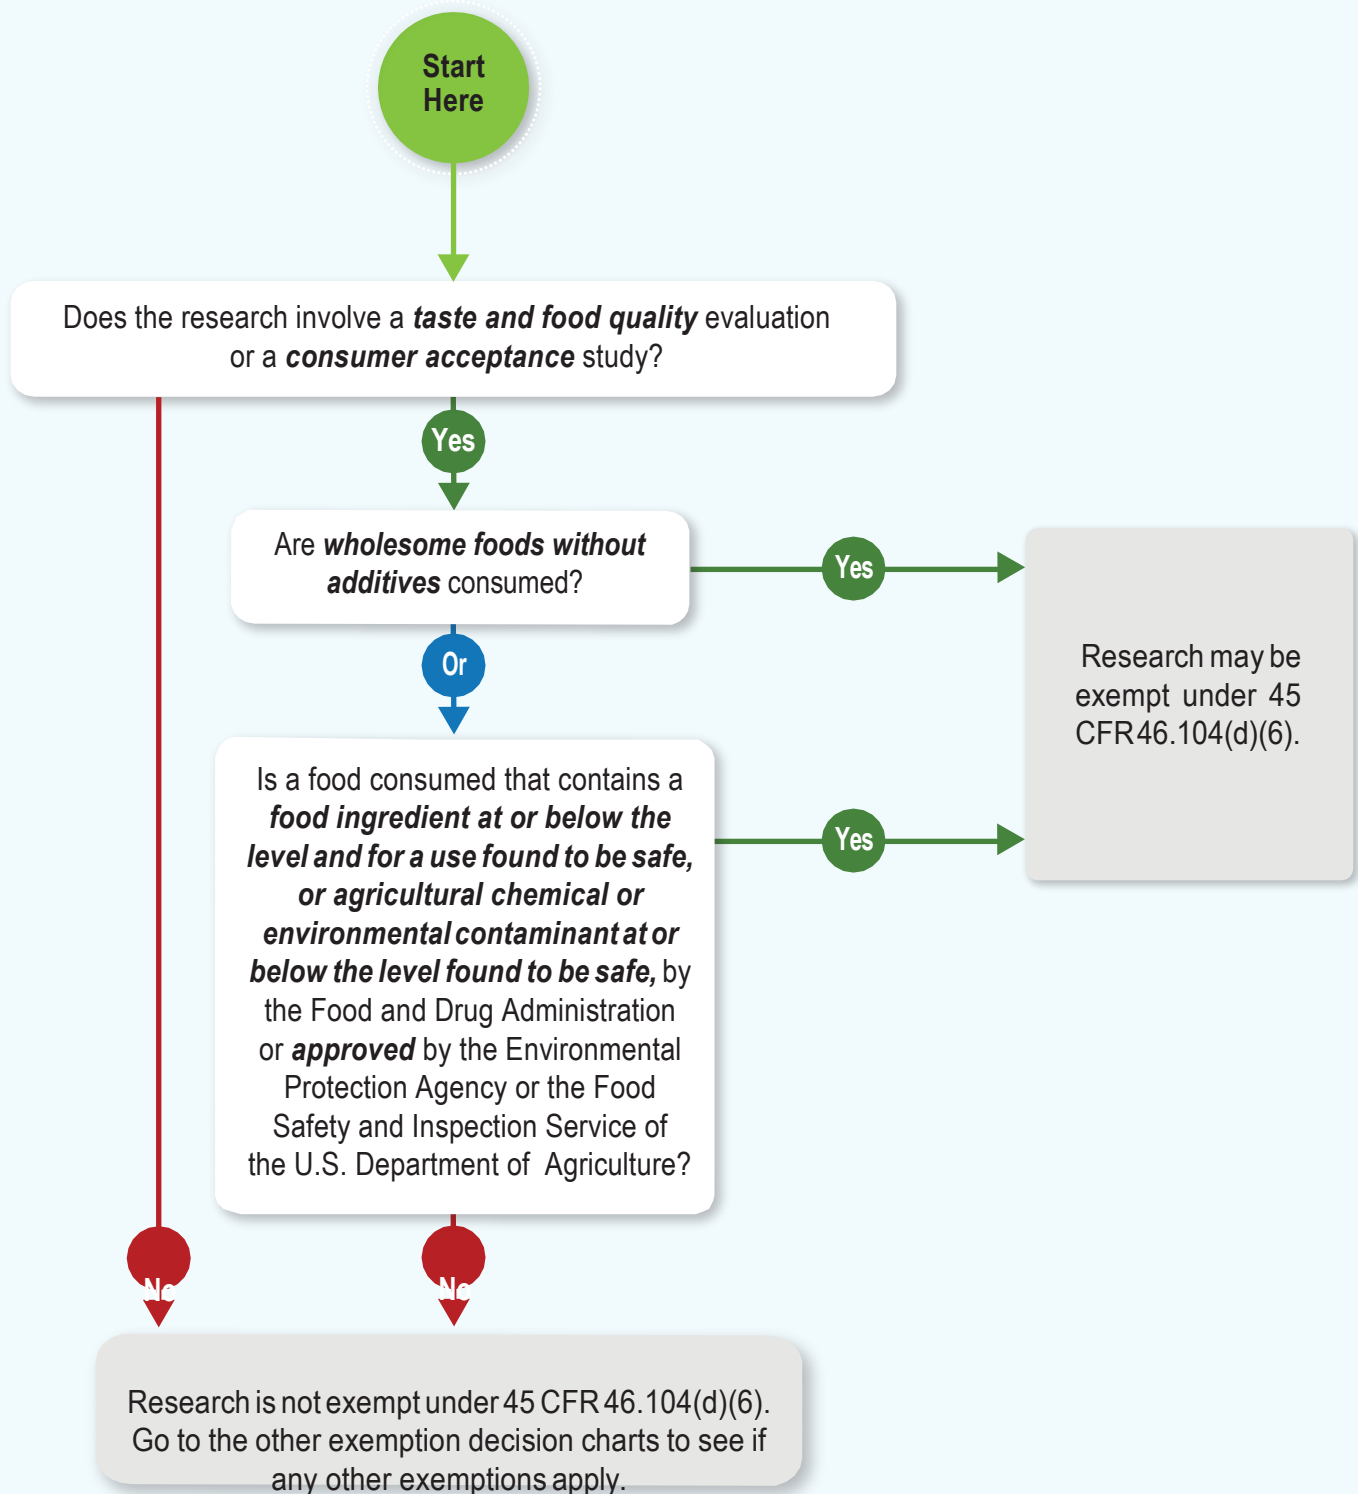 Start
Here
Does the research involve a taste and food quality evaluation
or a consumer acceptance study?
Yes
Are wholesome foods without
additives consumed?
Yes
Or
Research may be
exempt under 45
CFR 46.104(d)(6).
Is a food consumed that contains a
food ingredient at or below the
level and for a use found to be safe,
or agricultural chemical or
environmental contaminant at or
below the level found to be safe, by
the Food and Drug Administration
or approved by the Environmental
Protection Agency or the Food
Safety and Inspection Service of
the U.S. Department of Agriculture?
Yes
No
No
Research is not exempt under 45 CFR 46.104(d)(6).
Go to the other exemption decision charts to see if
any other exemptions apply.